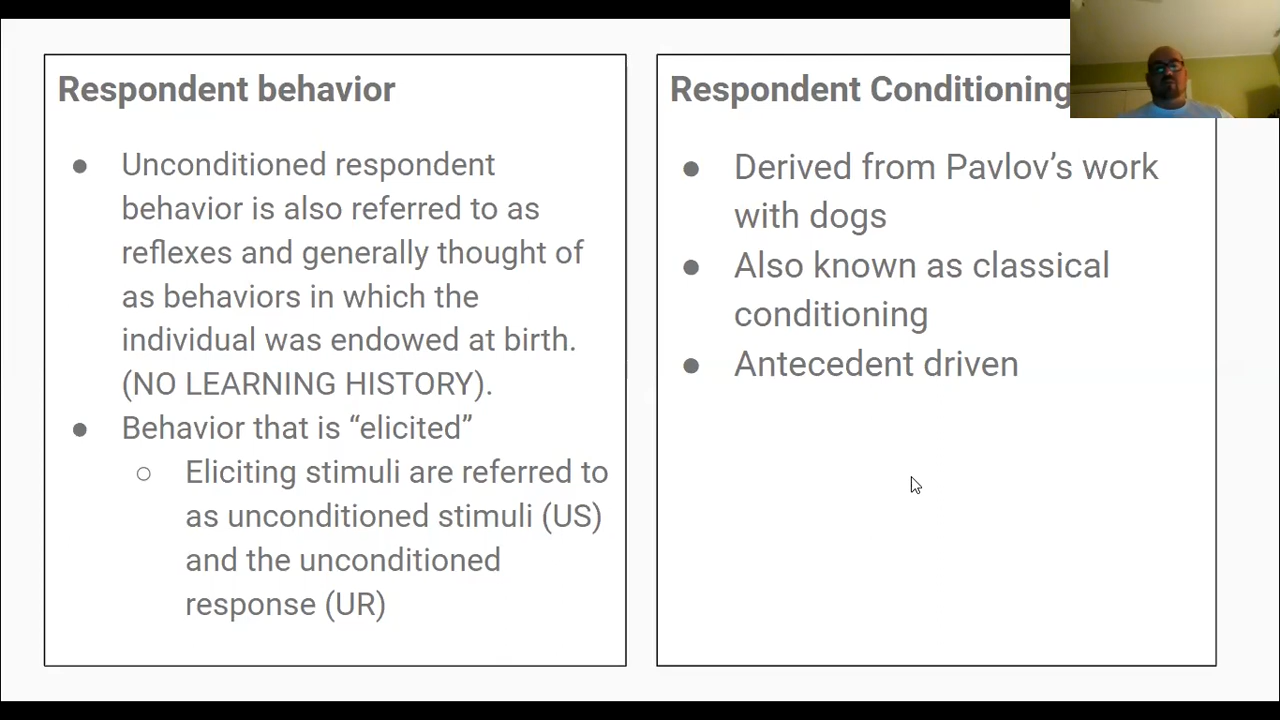 Respondent behavior
● Unconditioned respondent
behavior is also referred to as
reflexes and generally thought of
as behaviors in which the
individual was endowed at birth.
(NO LEARNING HISTORY).
● Behavior that is “elicited”
○ Eliciting stimuli are referred to
as unconditioned stimuli (US)
and the unconditioned
response (UR)
Respondent Conditioning
● Derived from Pavlov’s work
with dogs
● Also known as classical
conditioning
● Antecedent driven